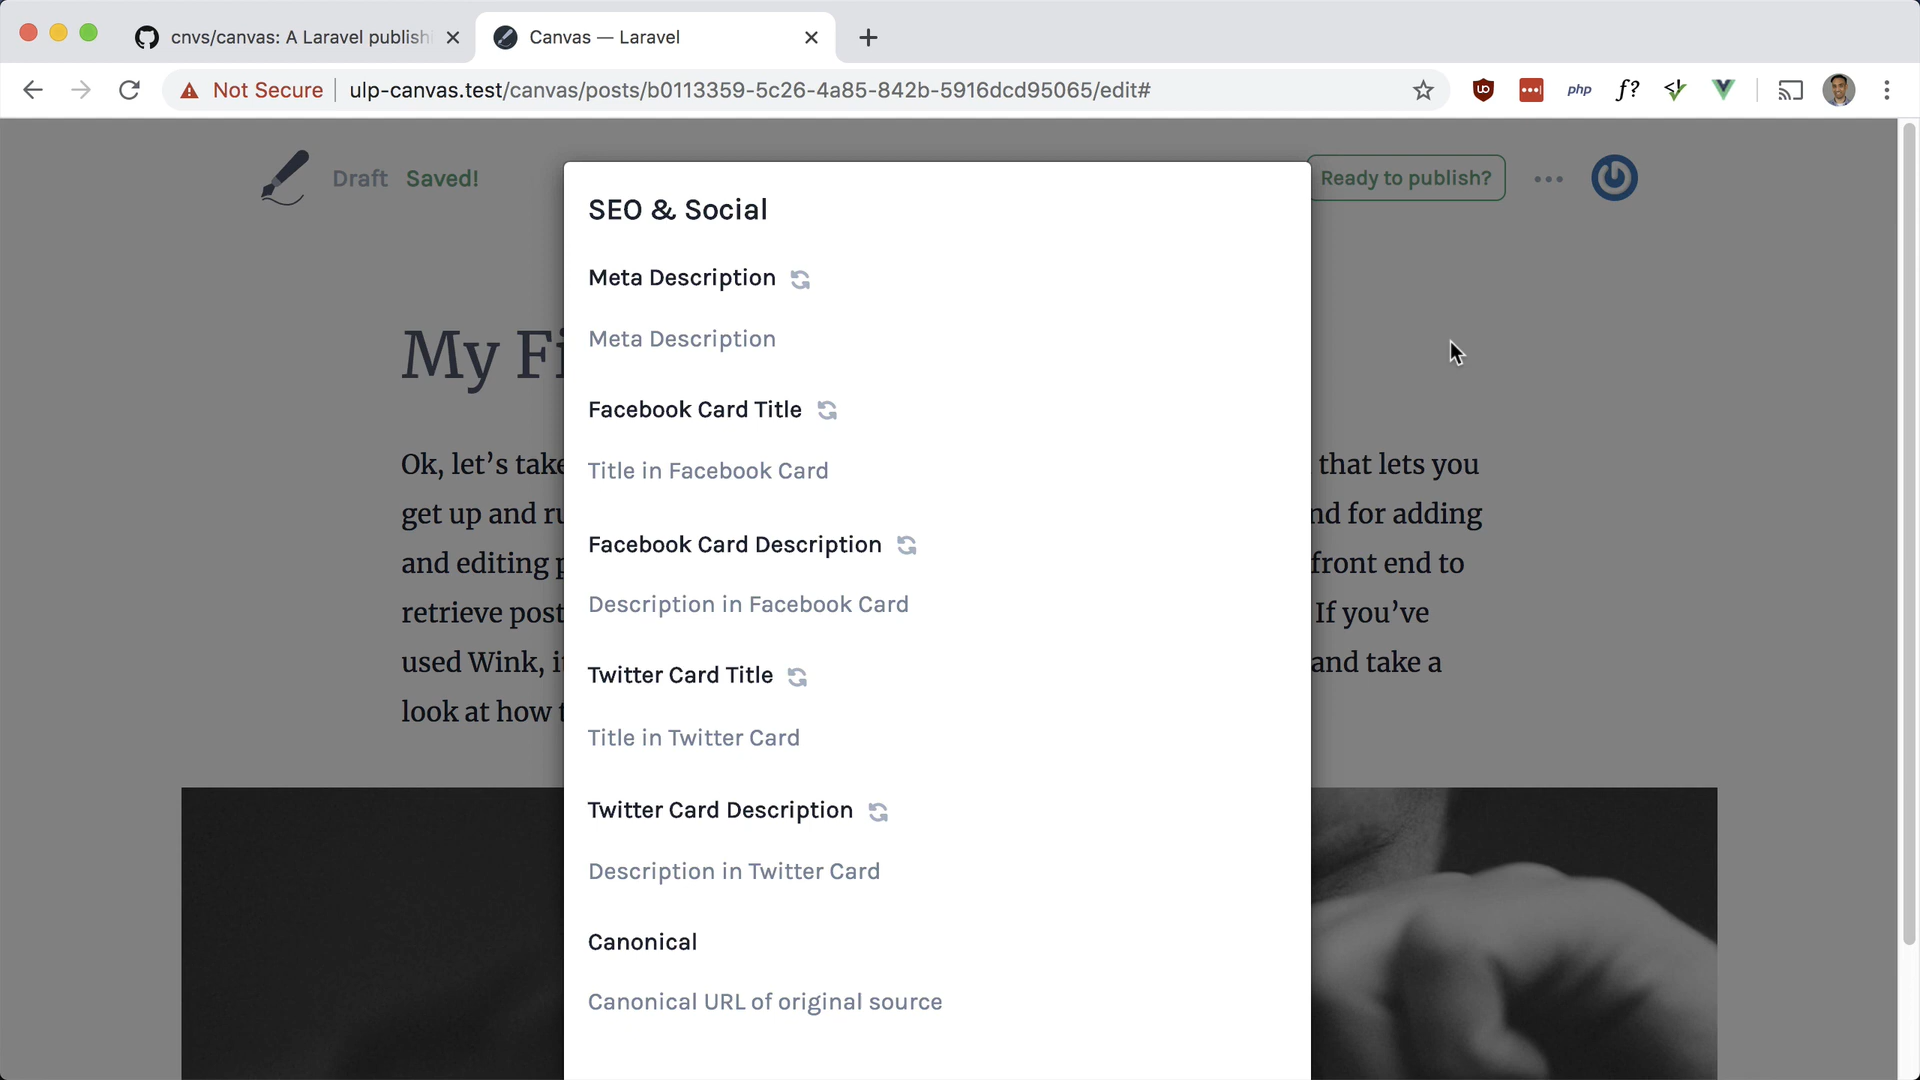 cnvs/canvas: A Laravel publish
Canvas — Laravel
Not Secure
ulp-canvas.test/canvas/posts/b0113359-5c26-4a85-842b-5916dcd95065/edit#
php
f?
Draft Saved!
Ready to publish?
SEO & Social
Meta Description
Meta Description
Facebook Card Title
Title in Facebook Card
Facebook Card Description
Description in Facebook Card
Twitter Card Title
Title in Twitter Card
Twitter Card Description
Description in Twitter Card
Canonical
Canonical URL of original source
My Fi
Ok, let’s take that lets you
get up and ru nd for adding
and editing p front end to
retrieve post If you’ve
used Wink, i and take a
look at how t